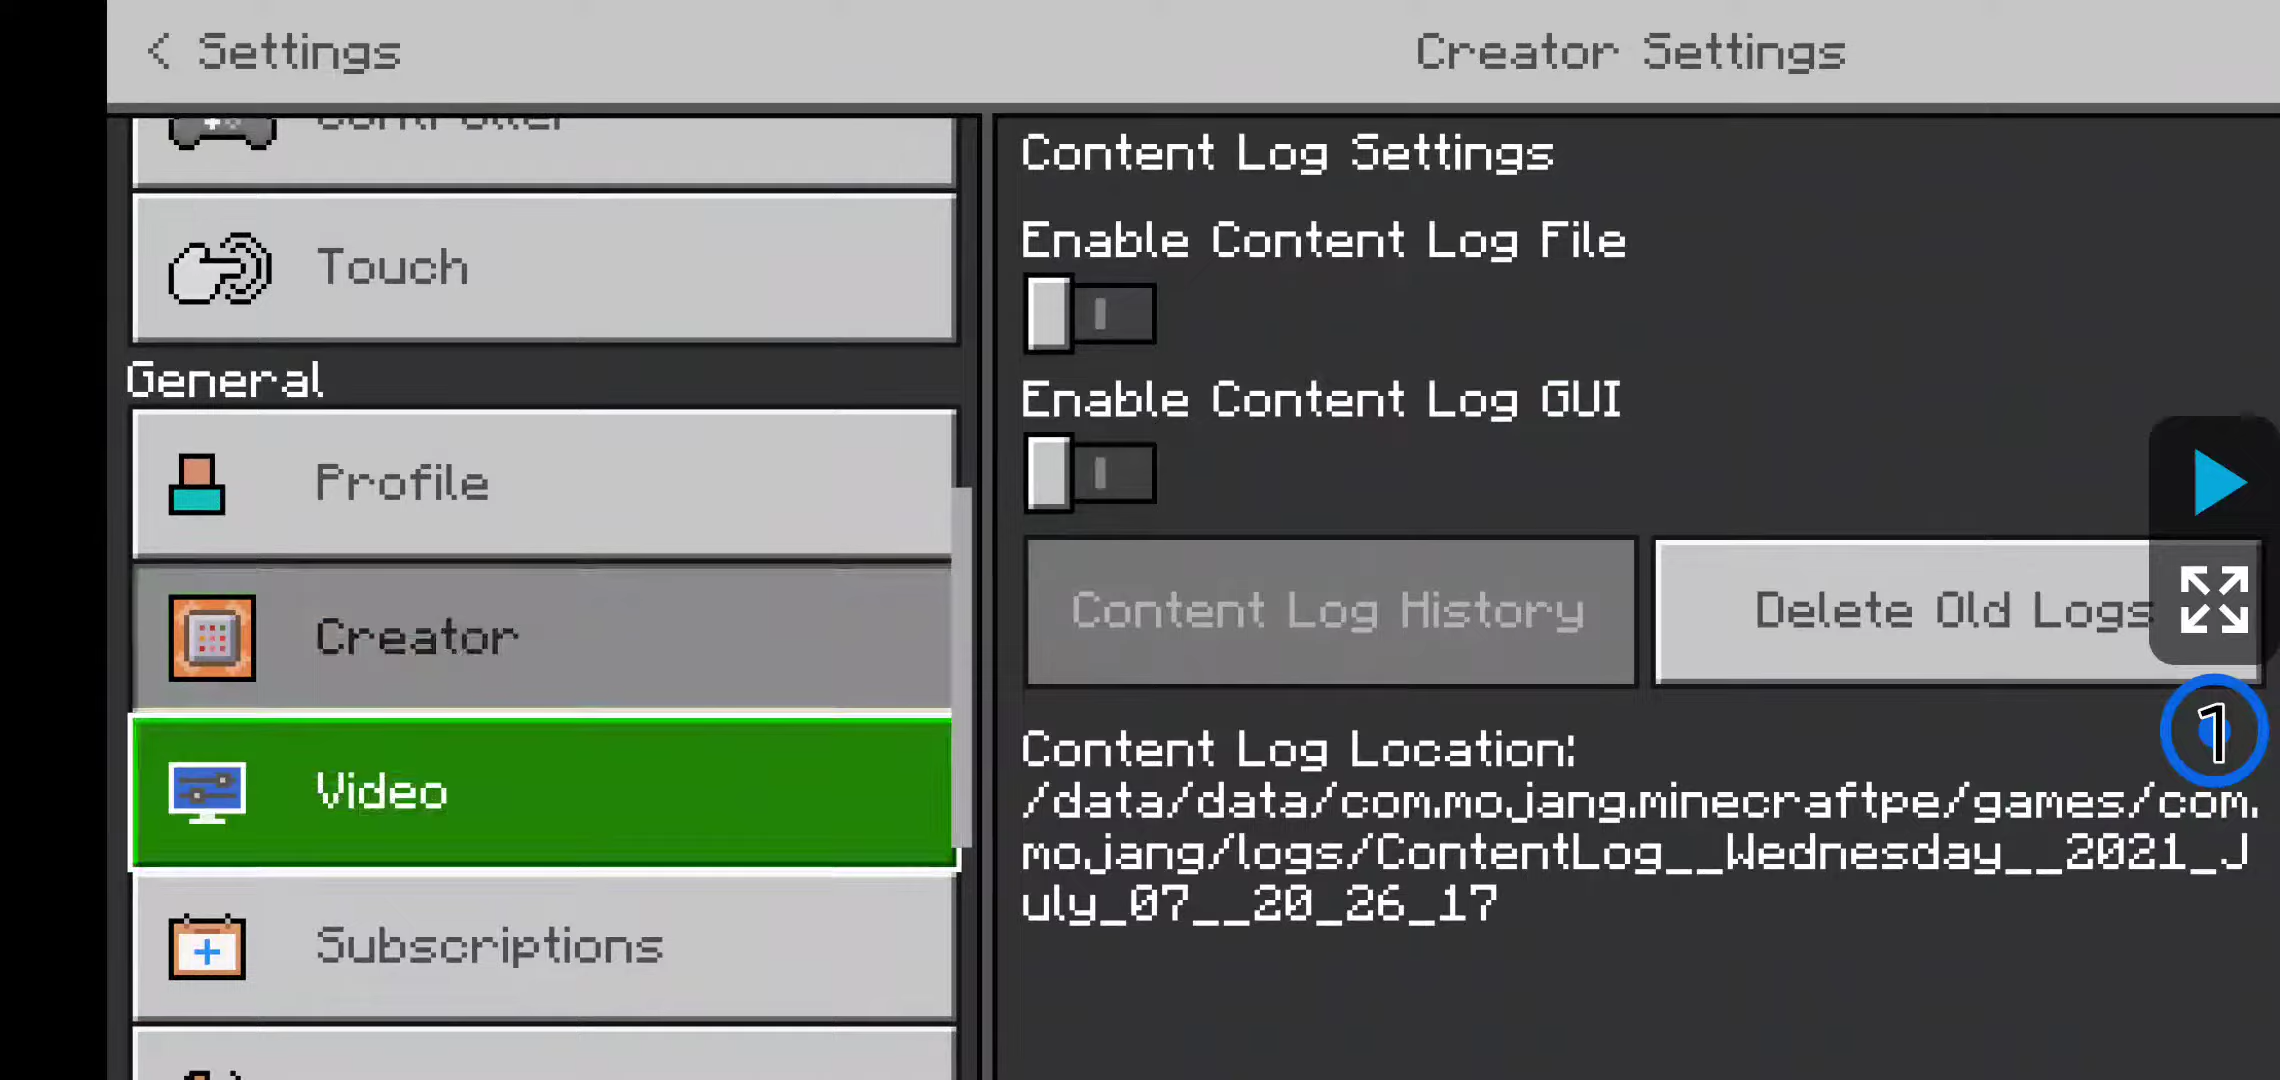 < Settings
Creator Settings
Controller
Touch
General
Profile
Creator
Video
Subscriptions
Content Log Settings
Enable Content Log File
Enable Content Log GUI
Content Log History
Delete Old Logs
1
Content Log Location:
/data/data/com.mojang.minecraftpe/games/com.
mojang/logs/ContentLog__Wednesday__2021_J
uly_07__20_26_17